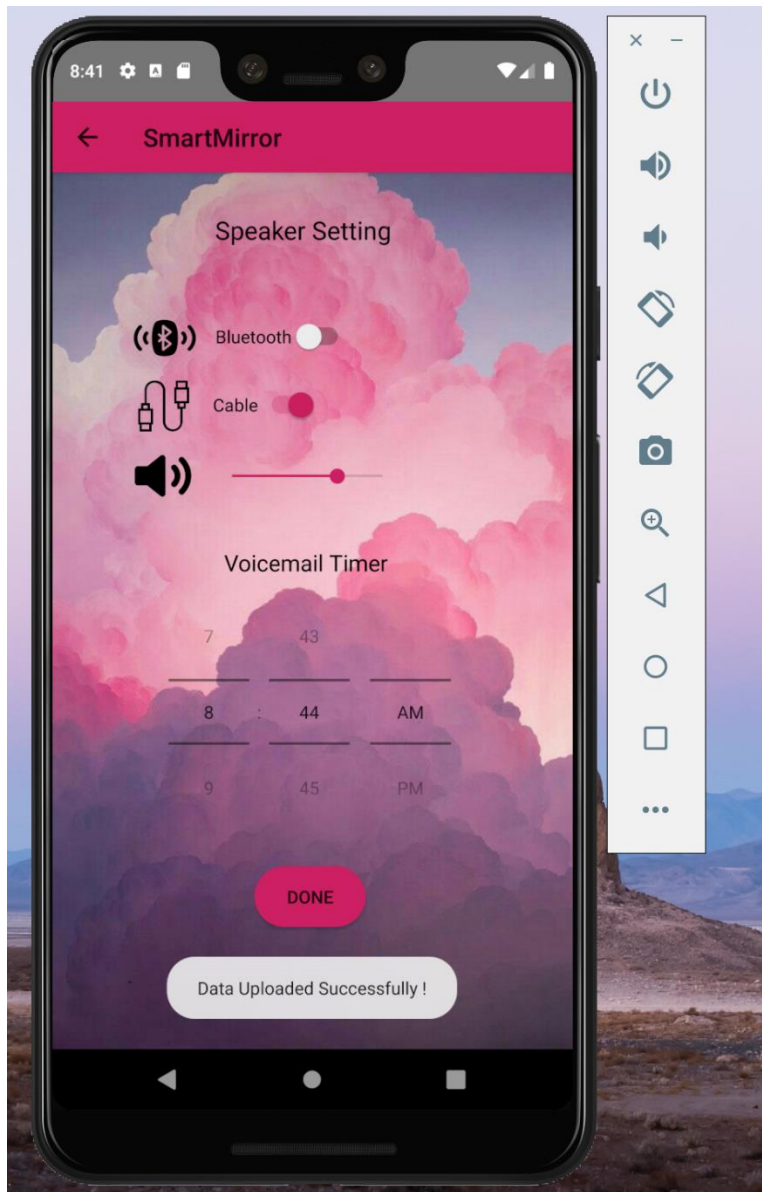 8:41
SmartMirror
Speaker Setting
Bluetooth
Cable
Voicemail Timer
7 43
8 : 44 AM
9 45 PM
DONE
Data Uploaded Successfully !